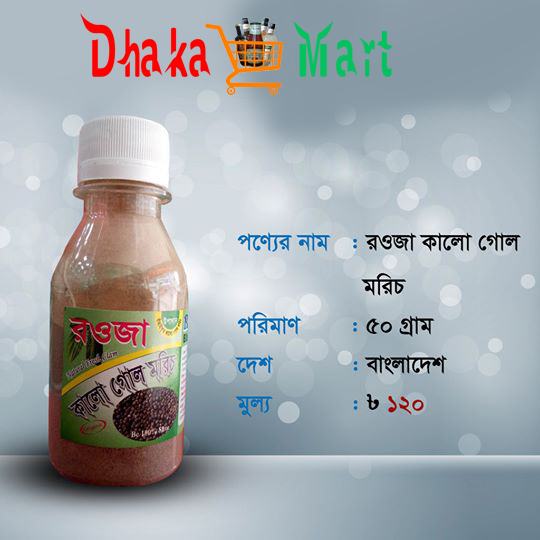 Dhaka Mart
পণ্যের নাম : রওজা কালো গোল
মরিচ
পরিমাণ : ৫০ গ্রাম
দেশ : বাংলাদেশ
মুল্য : ৳ ১২০
রওজা
কালো গোল মরিচ